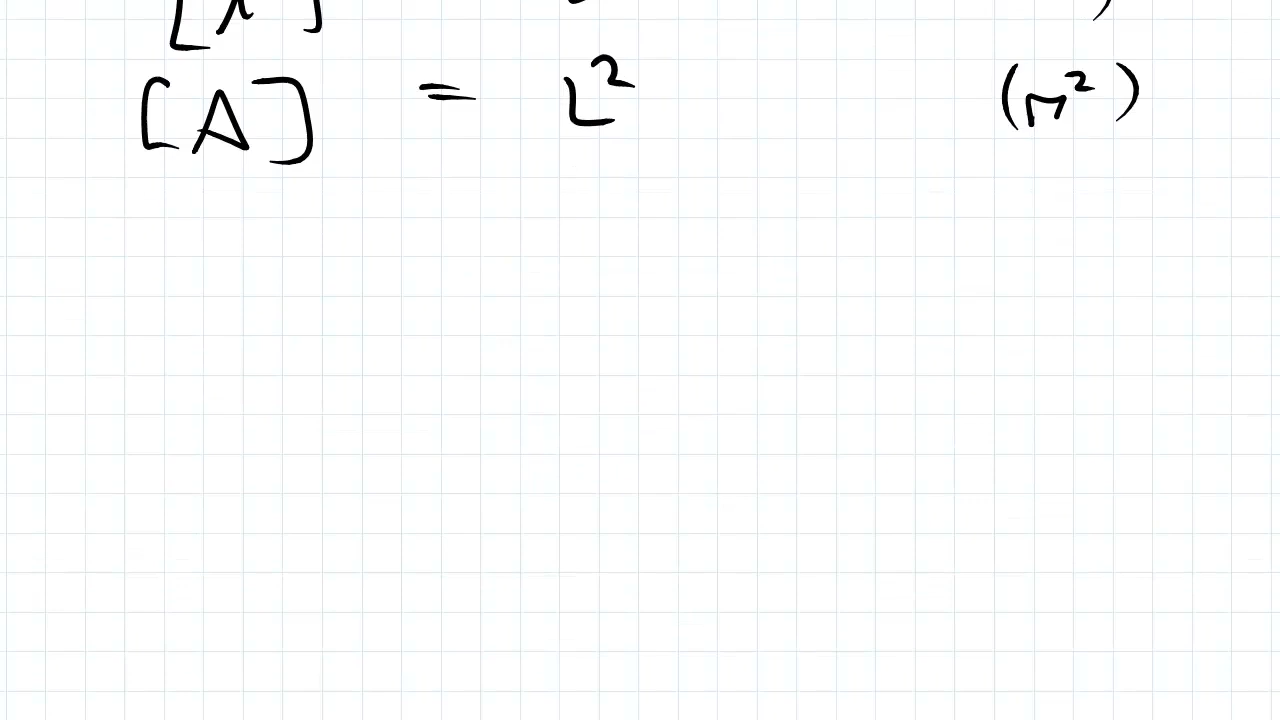 [A] = L² (m²)